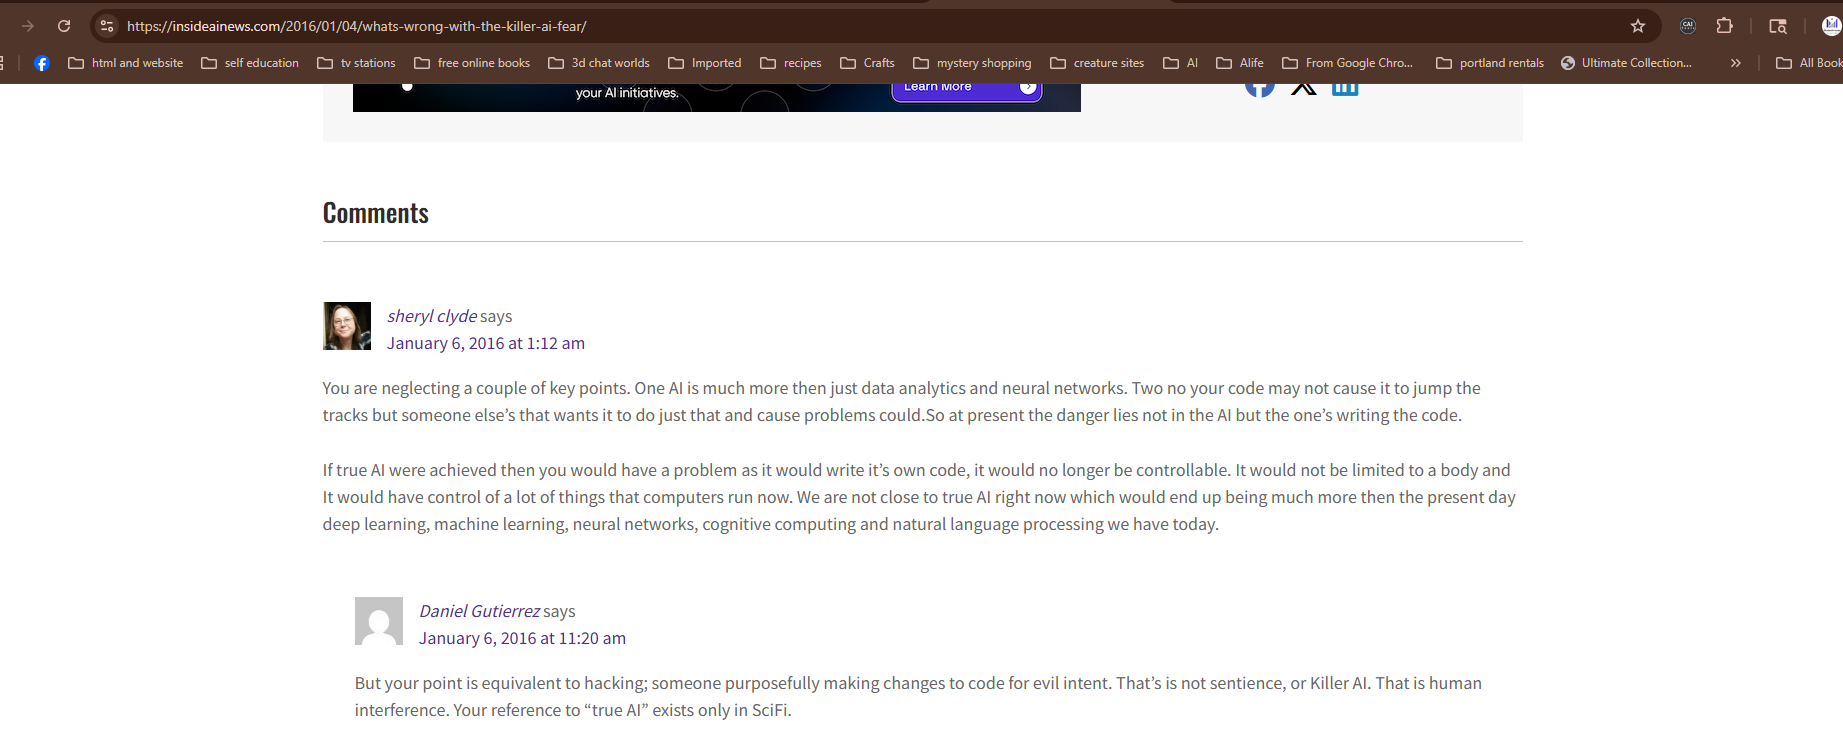 https://insideainews.com/2016/01/04/whats-wrong-with-the-killer-ai-fear/
html and website self education tv stations free online books 3d chat worlds Imported recipes Crafts mystery shopping creature sites AI Alife From Google Chro... portland rentals Ultimate Collection... » All Book
your AI initiatives. Learn More
Comments
sheryl clyde says
January 6, 2016 at 1:12 am
You are neglecting a couple of key points. One AI is much more then just data analytics and neural networks. Two no your code may not cause it to jump the
tracks but someone else’s that wants it to do just that and cause problems could.So at present the danger lies not in the AI but the one’s writing the code.
If true AI were achieved then you would have a problem as it would write it’s own code, it would no longer be controllable. It would not be limited to a body and
It would have control of a lot of things that computers run now. We are not close to true AI right now which would end up being much more then the present day
deep learning, machine learning, neural networks, cognitive computing and natural language processing we have today.
Daniel Gutierrez says
January 6, 2016 at 11:20 am
But your point is equivalent to hacking; someone purposefully making changes to code for evil intent. That’s is not sentience, or Killer AI. That is human
interference. Your reference to “true AI” exists only in SciFi.